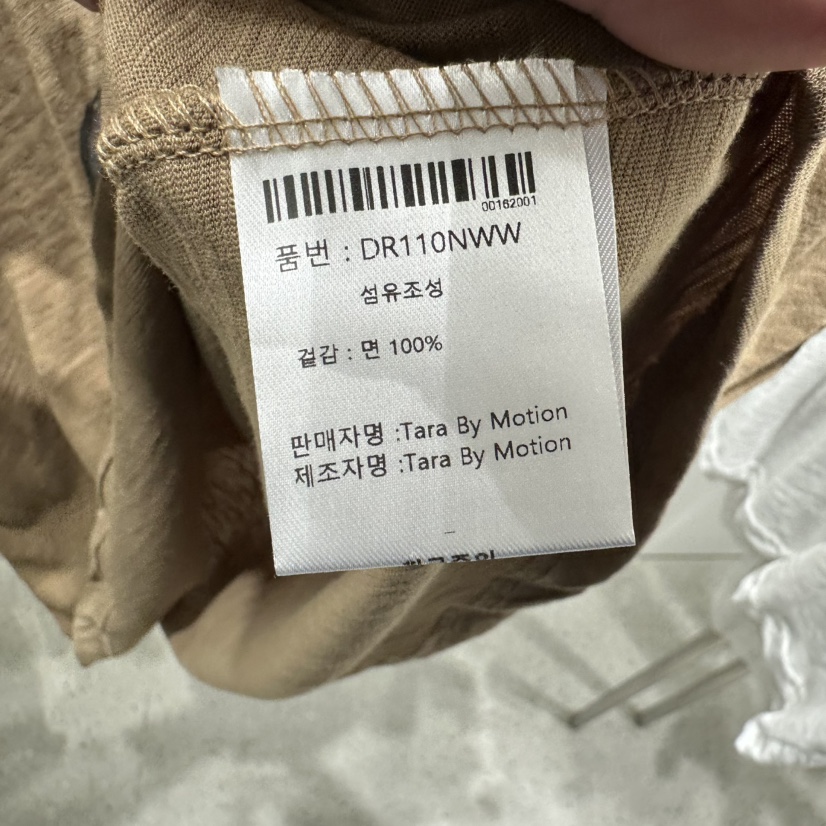 00162001
품번 : DR110NWW
섬유조성
겉감 : 면 100%
판매자명 :Tara By Motion
제조자명 :Tara By Motion